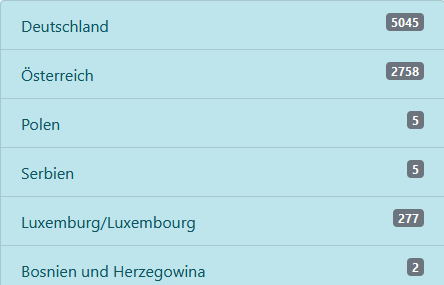 Deutschland 5045
Österreich 2758
Polen 5
Serbien 5
Luxemburg/Luxembourg 277
Bosnien und Herzegowina 2